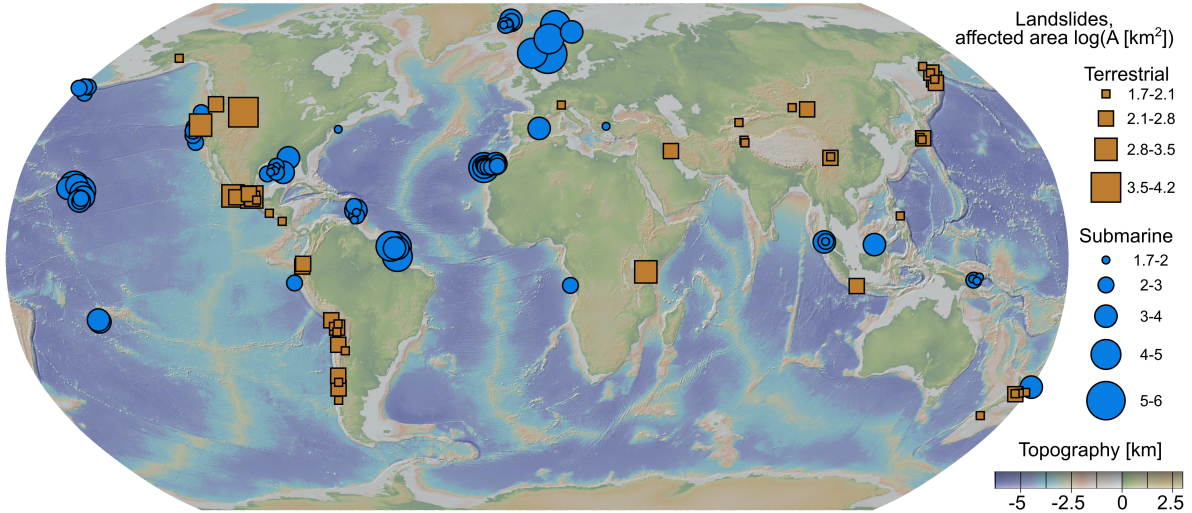 Landslides,
affected area log(A [km²])
Terrestrial
1.7-2.1
2.1-2.8
2.8-3.5
3.5-4.2
Submarine
1.7-2
2-3
3-4
4-5
5-6
Topography [km]
-5 -2.5 0 2.5